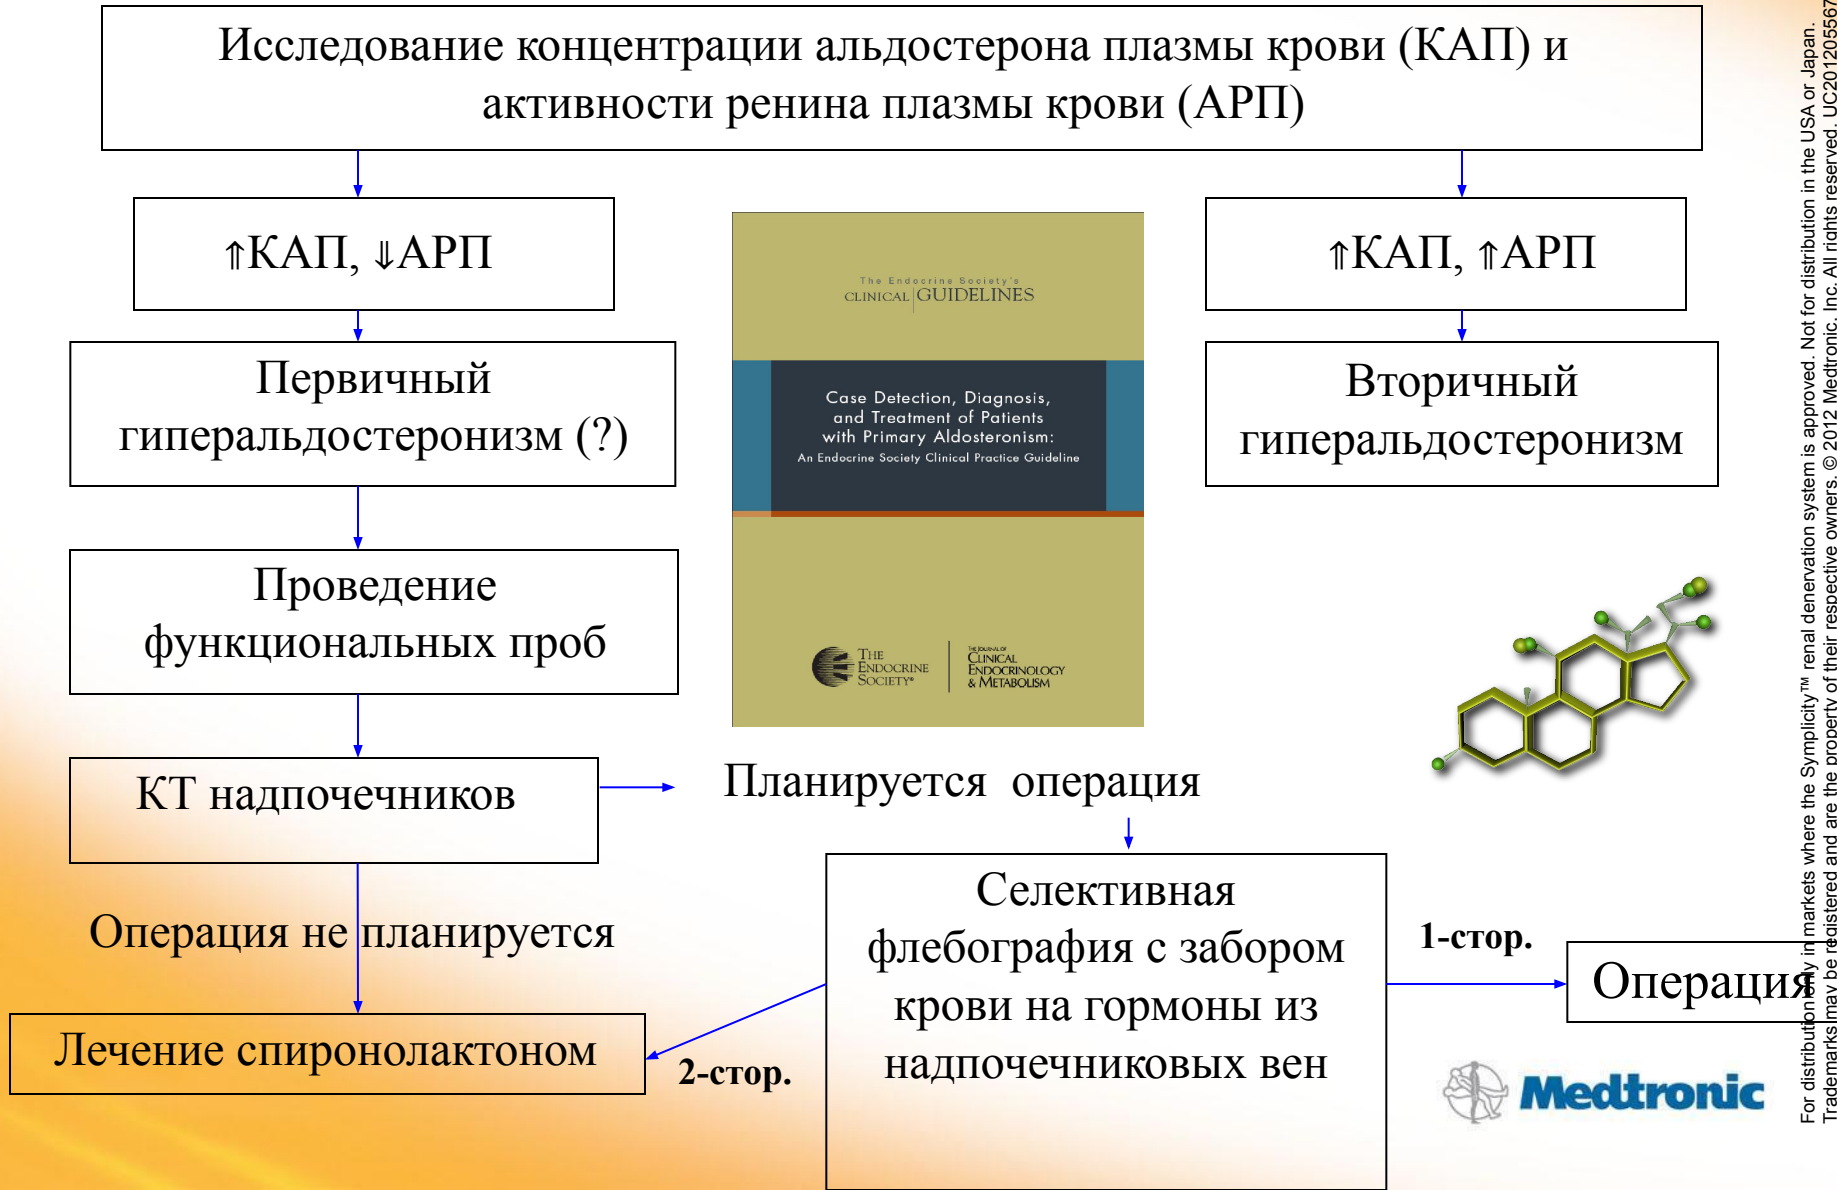 Исследование концентрации альдостерона плазмы крови (КАП) и
активности ренина плазмы крови (АРП)
⇑КАП, ⇓АРП
⇑КАП, ⇑АРП
Первичный
гиперальдостеронизм (?)
Вторичный
гиперальдостеронизм
The Endocrine Society's
CLINICAL GUIDELINES
Case Detection, Diagnosis,
and Treatment of Patients
with Primary Aldosteronism:
An Endocrine Society Clinical Practice Guideline
THE
ENDOCRINE
SOCIETY®
THE JOURNAL OF
CLINICAL
ENDOCRINOLOGY
& METABOLISM
Проведение
функциональных проб
КТ надпочечников
Планируется операция
Операция не планируется
Селективная
флебография с забором
крови на гормоны из
надпочечниковых вен
1-стор.
Операция
Лечение спиронолактоном
2-стор.
Medtronic
For distribution only in markets where the Symplicity™ renal denervation system is approved. Not for distribution in the USA or Japan.
Trademarks may be registered and are the property of their respective owners. © 2012 Medtronic, Inc. All rights reserved. UC201205567